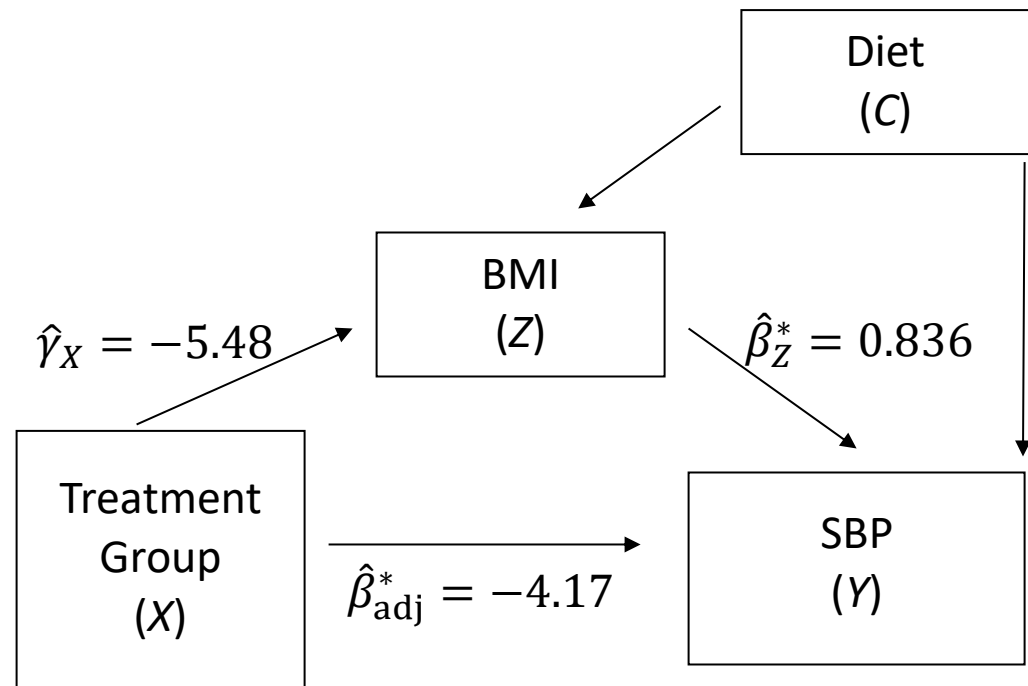 Diet
(C)
BMI
(Z)
γ̂_X = −5.48
β̂*_Z = 0.836
Treatment
Group
(X)
β̂*_adj = −4.17
SBP
(Y)